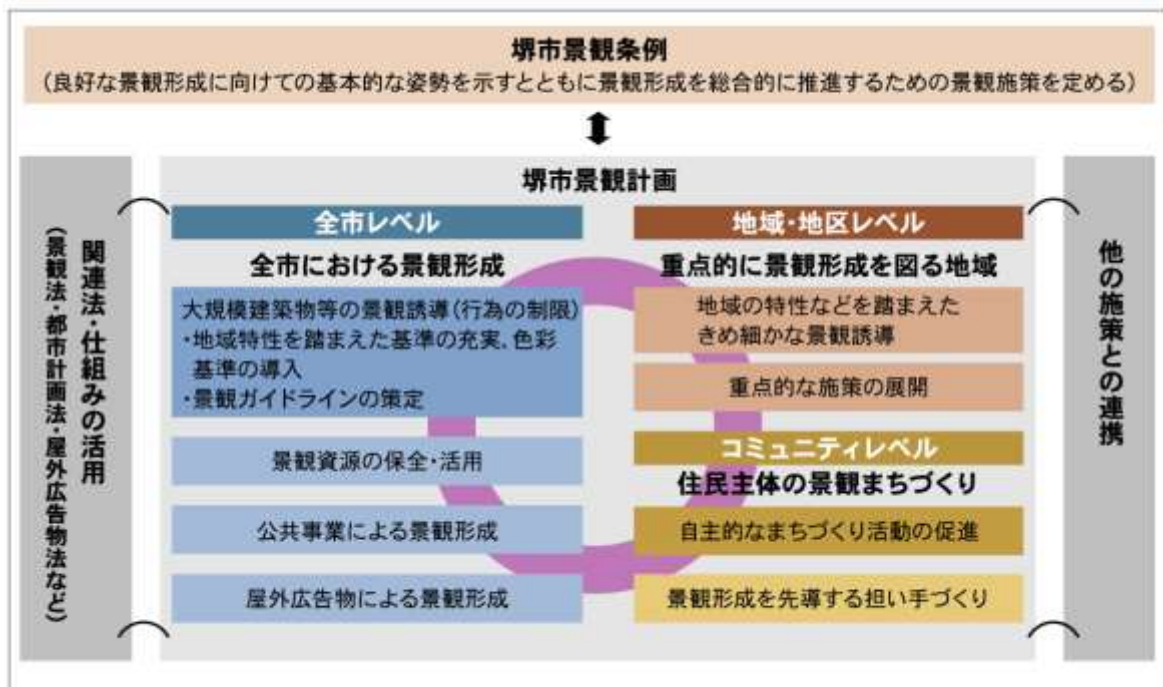 堺市景観条例
（良好な景観形成に向けての基本的な姿勢を示すとともに景観形成を総合的に推進するための景観施策を定める）
関連法・仕組みの活用
（景観法・都市計画法・屋外広告物法など）
堺市景観計画
全市レベル
全市における景観形成
大規模建築物等の景観誘導（行為の制限）
・地域特性を踏まえた基準の充実、色彩
基準の導入
・景観ガイドラインの策定
景観資源の保全・活用
公共事業による景観形成
屋外広告物による景観形成
地域・地区レベル
重点的に景観形成を図る地域
地域の特性などを踏まえた
きめ細かな景観誘導
重点的な施策の展開
コミュニティレベル
住民主体の景観まちづくり
自主的なまちづくり活動の促進
景観形成を先導する担い手づくり
他の施策との連携